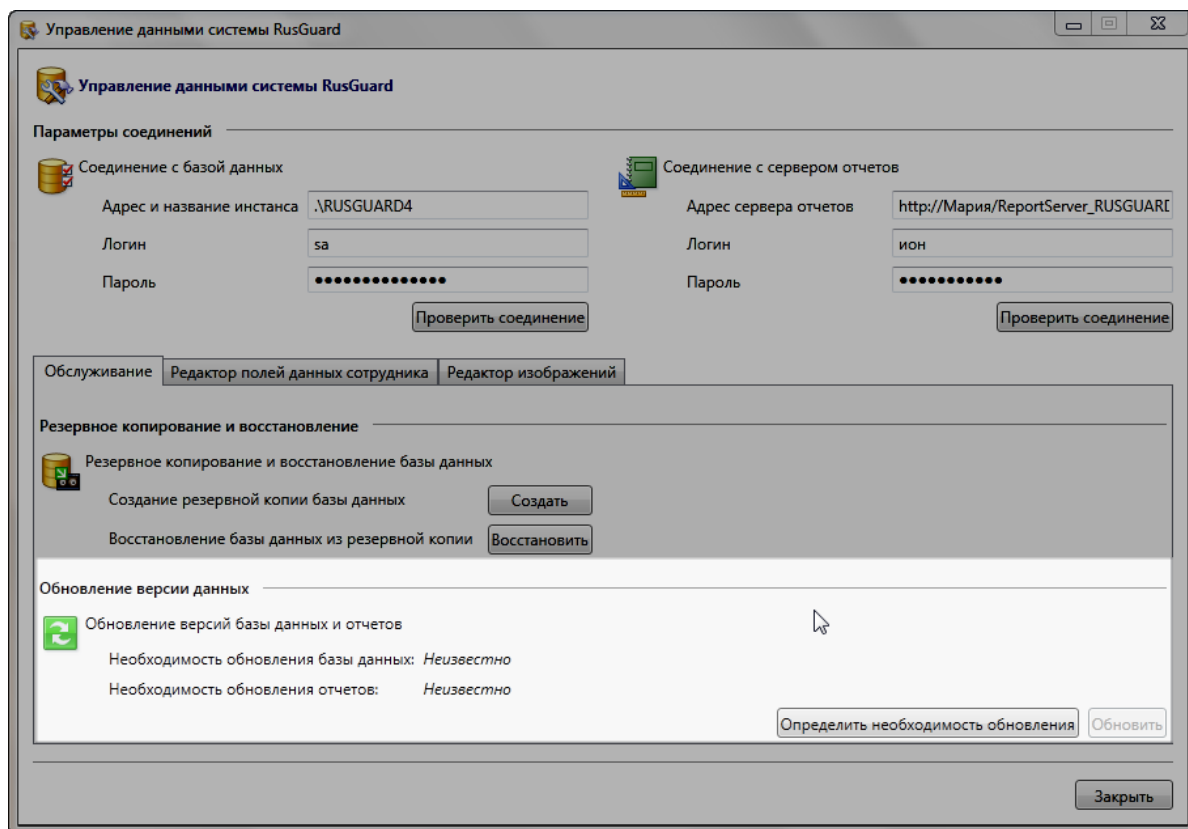 Управление данными системы RusGuard
Управление данными системы RusGuard
Параметры соединений
Соединение с базой данных
Адрес и название инстанса .\RUSGUARD4
Логин sa
Пароль ••••••••••••••
Проверить соединение
Соединение с сервером отчетов
Адрес сервера отчетов http://Мария/ReportServer_RUSGUARD
Логин ион
Пароль •••••••••••
Проверить соединение
Обслуживание Редактор полей данных сотрудника Редактор изображений
Резервное копирование и восстановление
Резервное копирование и восстановление базы данных
Создание резервной копии базы данных Создать
Восстановление базы данных из резервной копии Восстановить
Обновление версии данных
Обновление версий базы данных и отчетов
Необходимость обновления базы данных: Неизвестно
Необходимость обновления отчетов: Неизвестно
Определить необходимость обновления Обновить
Закрыть